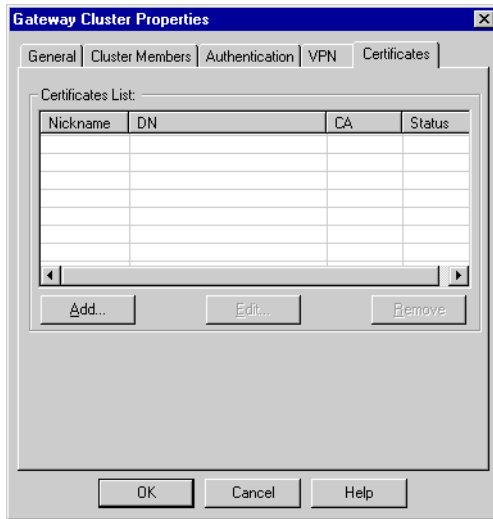 Gateway Cluster Properties
General Cluster Members Authentication VPN Certificates
Certificates List:
Nickname DN CA Status
Add... Edit... Remove
OK Cancel Help